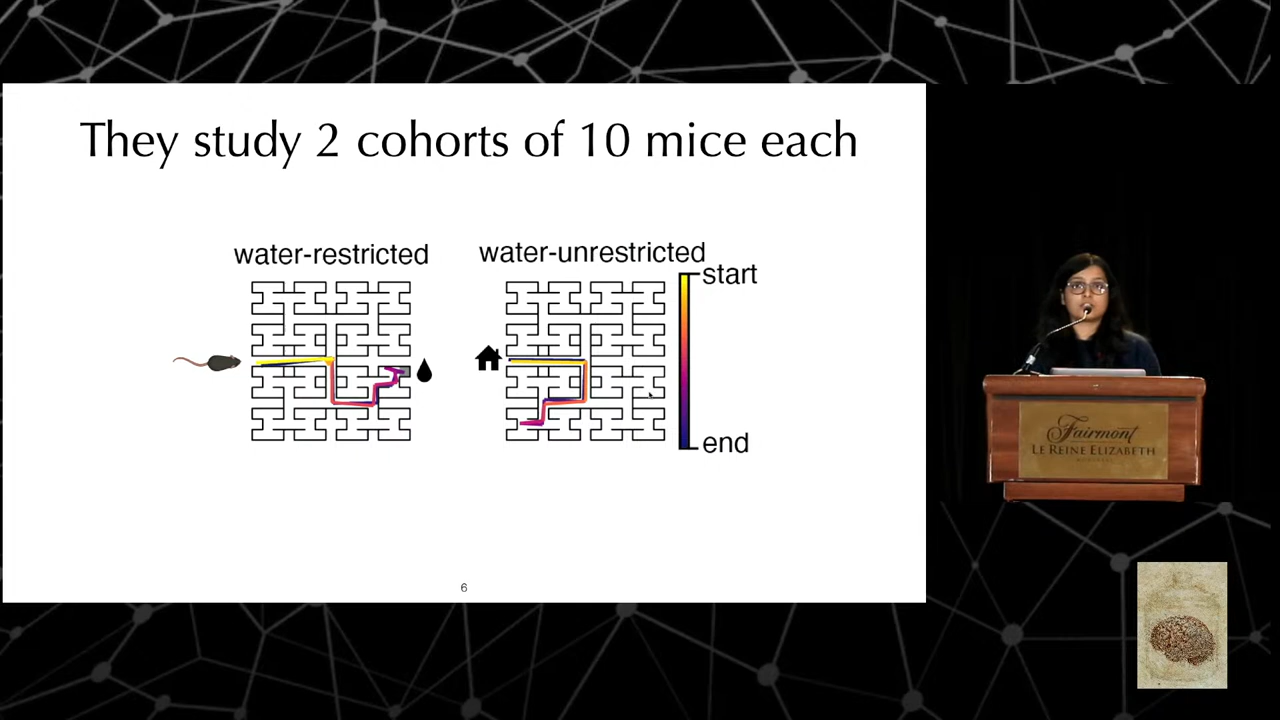 They study 2 cohorts of 10 mice each
water-restricted
water-unrestricted
start
end
6
Fairmont
LE REINE ELIZABETH